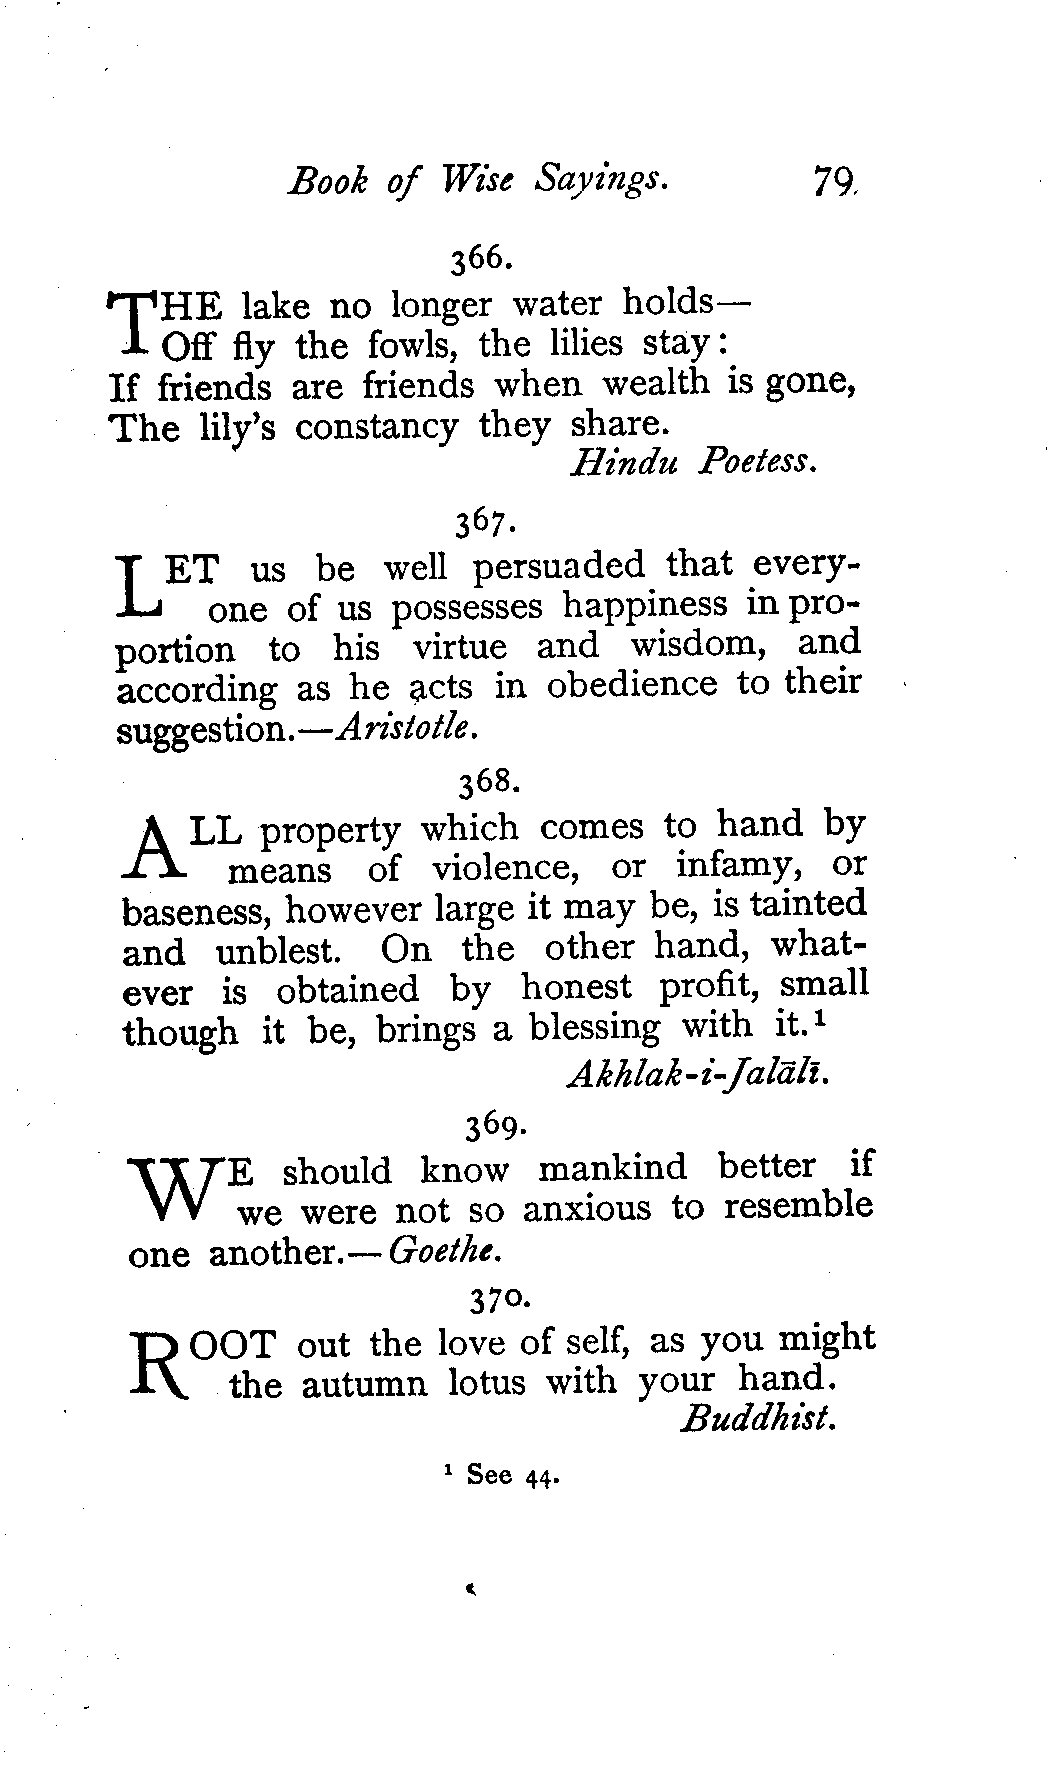 Book of Wise Sayings. 79.
366.
THE lake no longer water holds—
Off fly the fowls, the lilies stay:
If friends are friends when wealth is gone,
The lily's constancy they share.
Hindu Poetess.
367.
LET us be well persuaded that every-
one of us possesses happiness in pro-
portion to his virtue and wisdom, and
according as he acts in obedience to their
suggestion.—Aristotle.
368.
ALL property which comes to hand by
means of violence, or infamy, or
baseness, however large it may be, is tainted
and unblest. On the other hand, what-
ever is obtained by honest profit, small
though it be, brings a blessing with it.¹
Akhlak-i-Jalālī.
369.
WE should know mankind better if
we were not so anxious to resemble
one another.—Goethe.
370.
ROOT out the love of self, as you might
the autumn lotus with your hand.
Buddhist.
¹ See 44.